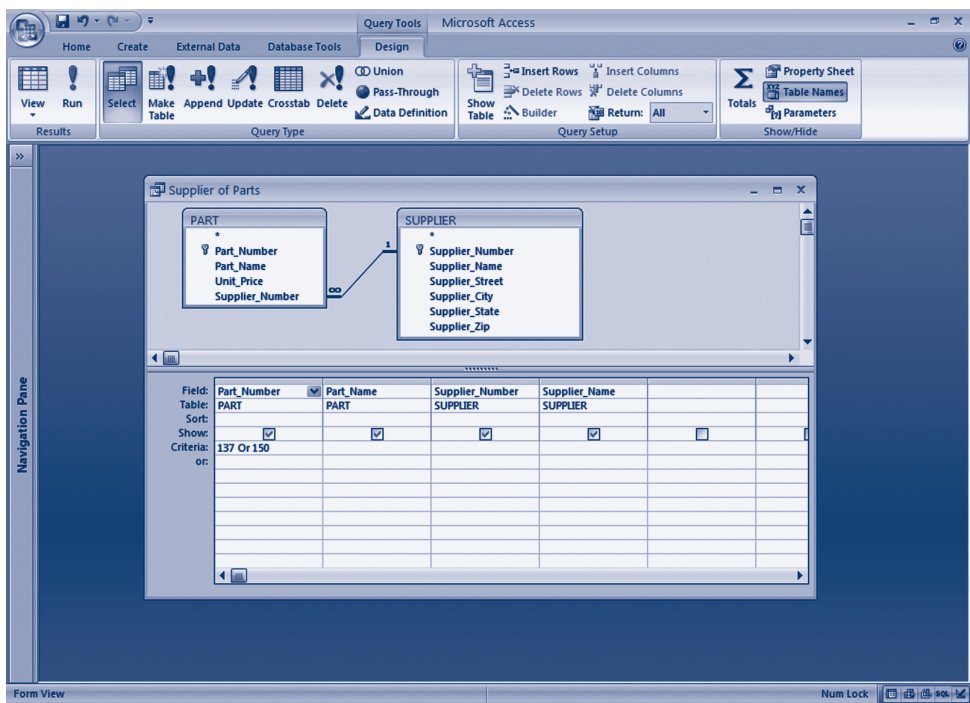 Query Tools Microsoft Access
Home Create External Data Database Tools Design
View Run Select Make Table Append Update Crosstab Delete
Union
Pass-Through
Data Definition
Show Table
Insert Rows
Delete Rows
Builder
Insert Columns
Delete Columns
Return: All
Totals
Property Sheet
Table Names
Parameters
Results Query Type Query Setup Show/Hide
»
Navigation Pane
Supplier of Parts
PART
*
Part_Number
Part_Name
Unit_Price
Supplier_Number
∞
1
SUPPLIER
*
Supplier_Number
Supplier_Name
Supplier_Street
Supplier_City
Supplier_State
Supplier_Zip
Field: Part_Number Part_Name Supplier_Number Supplier_Name
Table: PART PART SUPPLIER SUPPLIER
Sort:
Show:
Criteria: 137 Or 150
or:
Form View Num Lock SQL